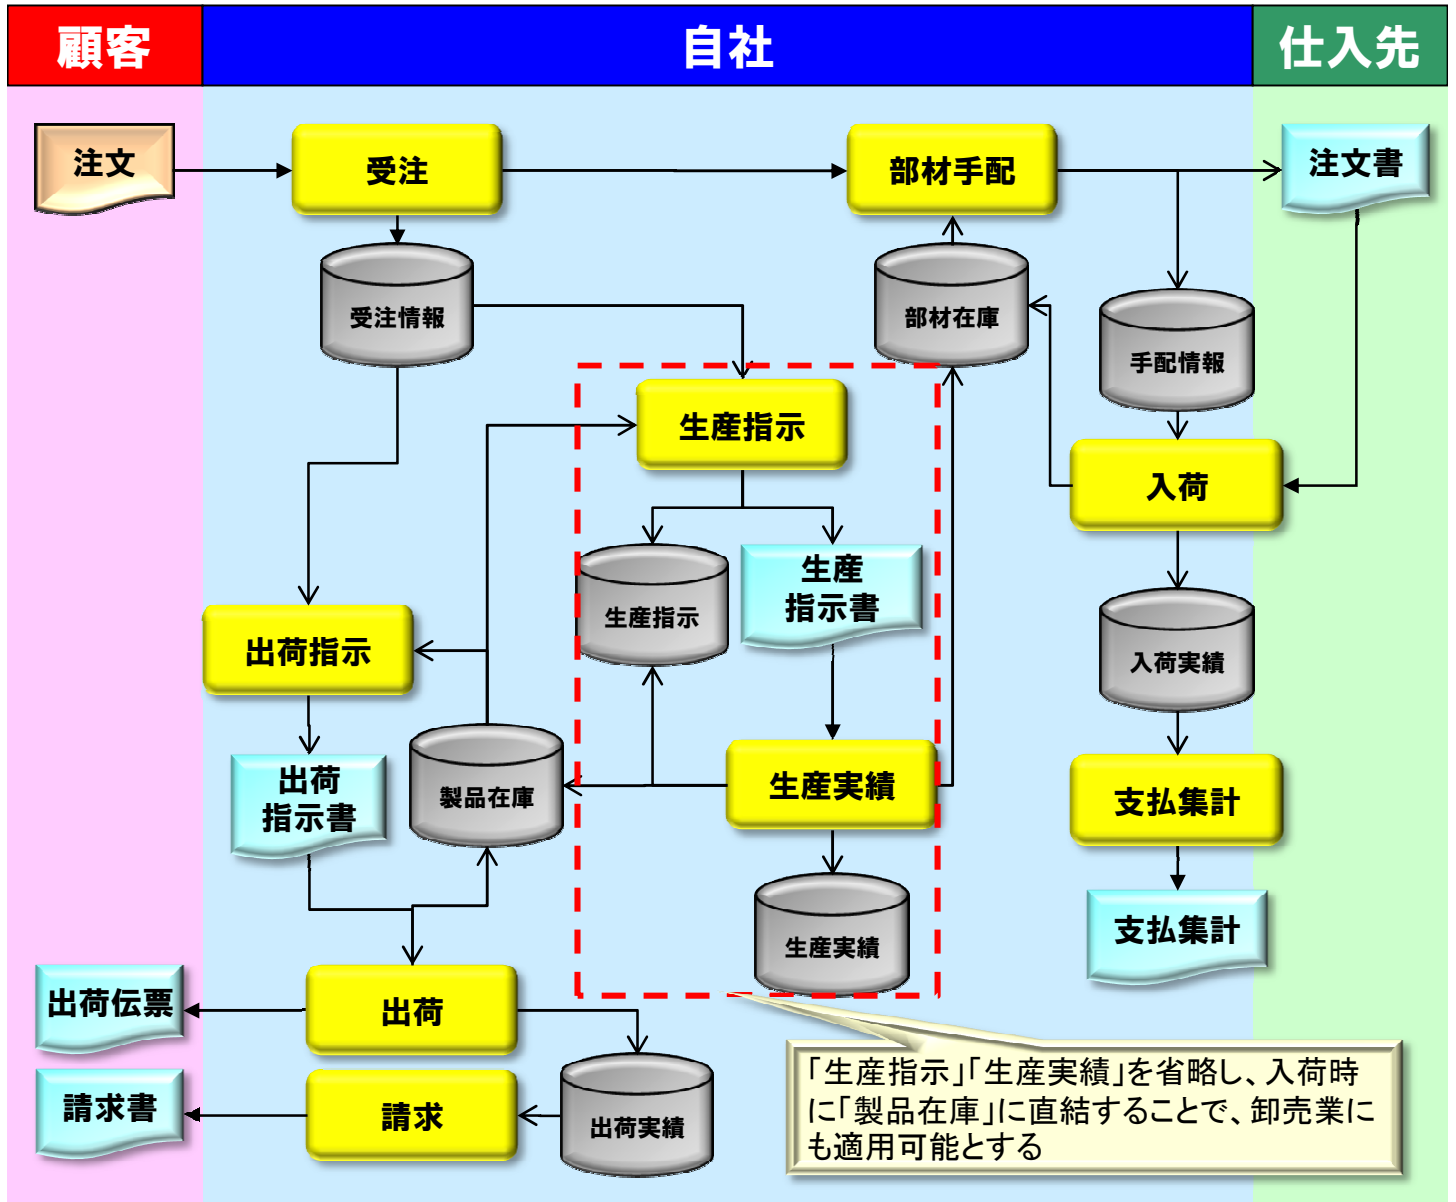 顧客
自社
仕入先
注文
受注
部材手配
注文書
受注情報
部材在庫
手配情報
生産指示
入荷
生産指示
生産
指示書
出荷指示
入荷実績
出荷
指示書
製品在庫
生産実績
支払集計
生産実績
支払集計
出荷伝票
出荷
請求書
請求
出荷実績
「生産指示」「生産実績」を省略し、入荷時
に「製品在庫」に直結することで、卸売業に
も適用可能とする